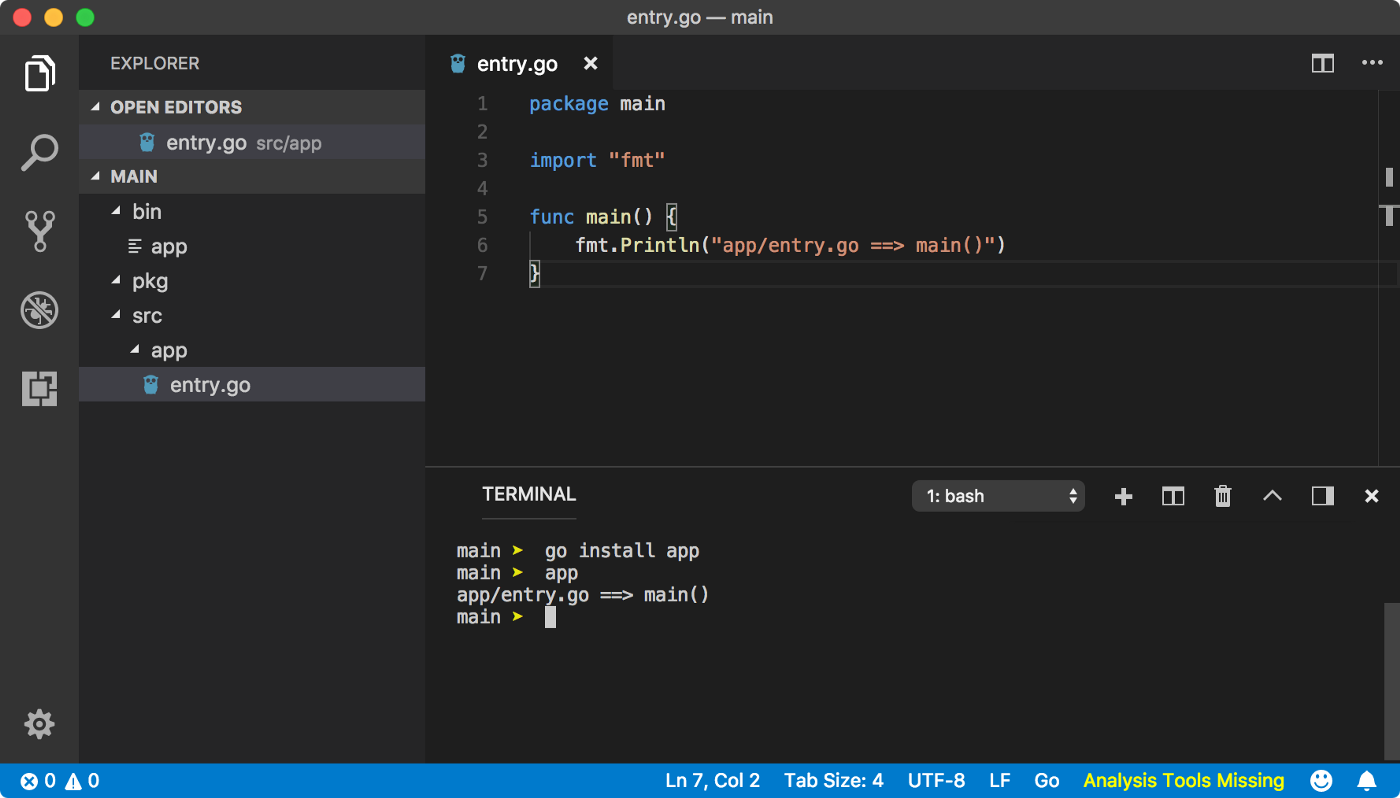 entry.go — main
EXPLORER
OPEN EDITORS
entry.go src/app
MAIN
bin
app
pkg
src
app
entry.go
entry.go
1 package main
2
3 import "fmt"
4
5 func main() {
6 fmt.Println("app/entry.go ==> main()")
7 }
TERMINAL
1: bash
main ➤ go install app
main ➤ app
app/entry.go ==> main()
main ➤
0 0
Ln 7, Col 2 Tab Size: 4 UTF-8 LF Go Analysis Tools Missing